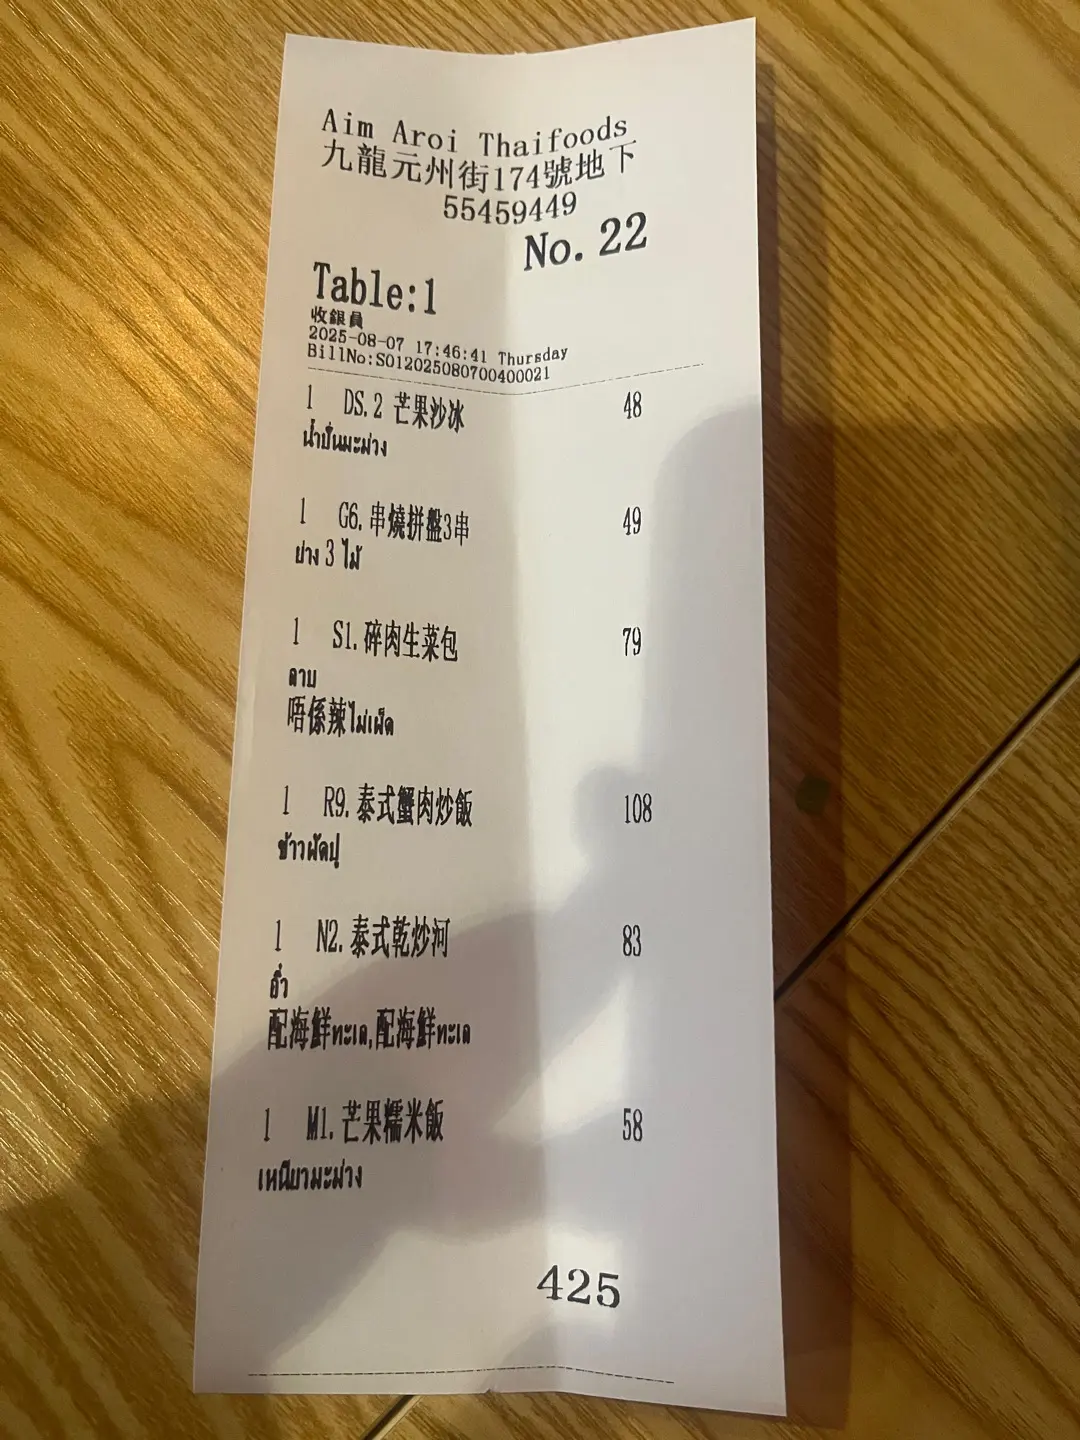 Aim Aroi Thaifoods
九龍元州街174號地下
55459449
No. 22
Table:1
收銀員
2025-08-07 17:46:41 Thursday
BillNo:S012025080700400021
1 DS.2 芒果沙冰 48
น้ำปั่นมะม่วง
1 G6.串燒拼盤3串 49
ย่าง 3 ไม้
1 S1.碎肉生菜包 79
ลาบ
唔係辣ไม่เผ็ด
1 R9.泰式蟹肉炒飯 108
ข้าวผัดปู
1 N2.泰式乾炒河 83
配海鮮ทะเล,配海鮮ทะเล
1 M1.芒果糯米飯 58
เหนียวมะม่วง
425